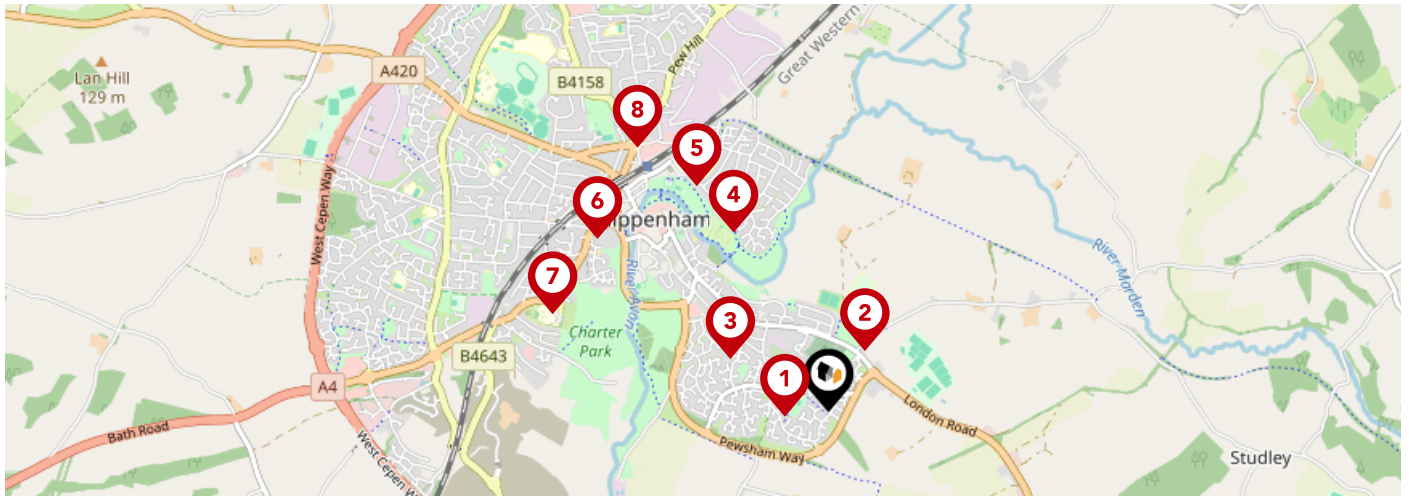 Lan Hill
129 m
A420
B4158
Pew Hill
Great Western
8
5
4
6
ippenham
West Cepen Way
7
River Avon
River Marden
3
2
Charter
Park
B4643
1
A4
Bath Road
London Road
Pewsham Way
West Cepen W
Studley